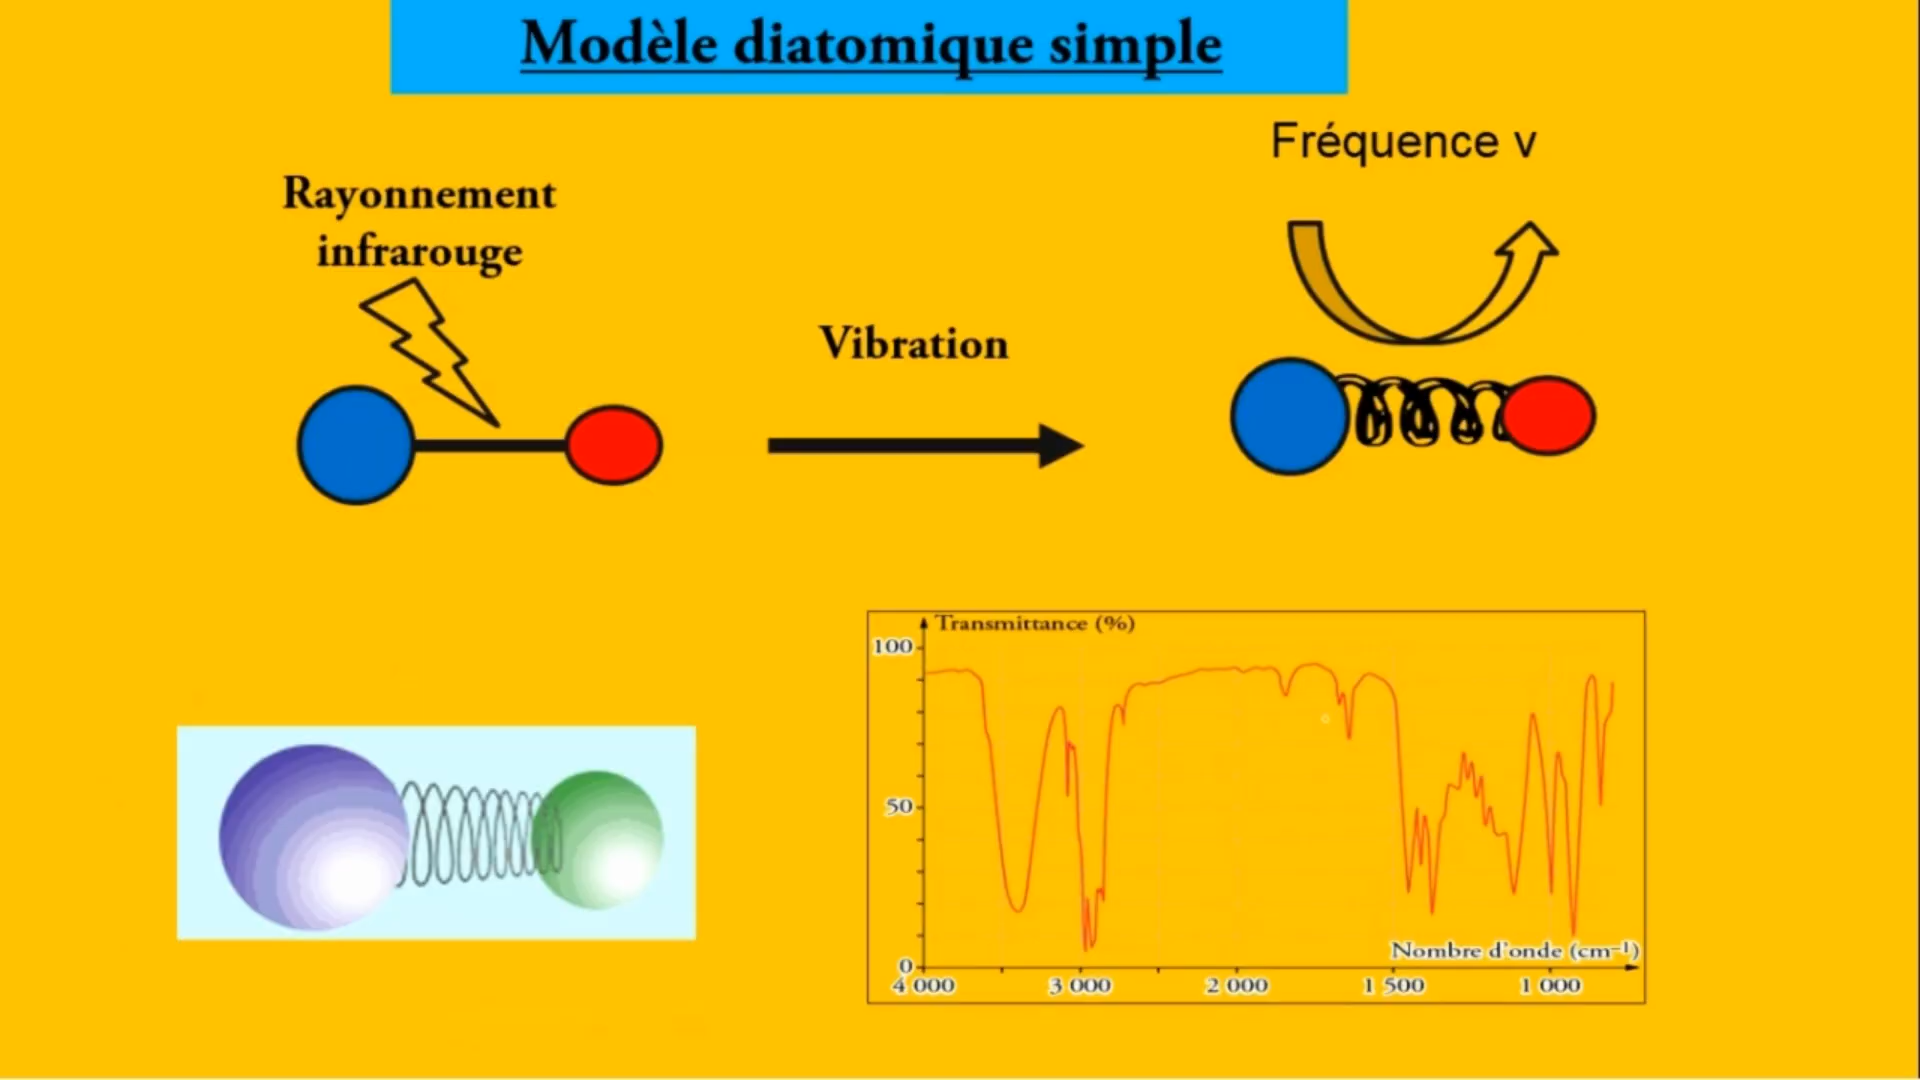 Modèle diatomique simple
Fréquence ν
Rayonnement
infrarouge
Vibration
Transmittance (%)
100
50
0
Nombre d'onde (cm⁻¹)
4 000 3 000 2 000 1 500 1 000